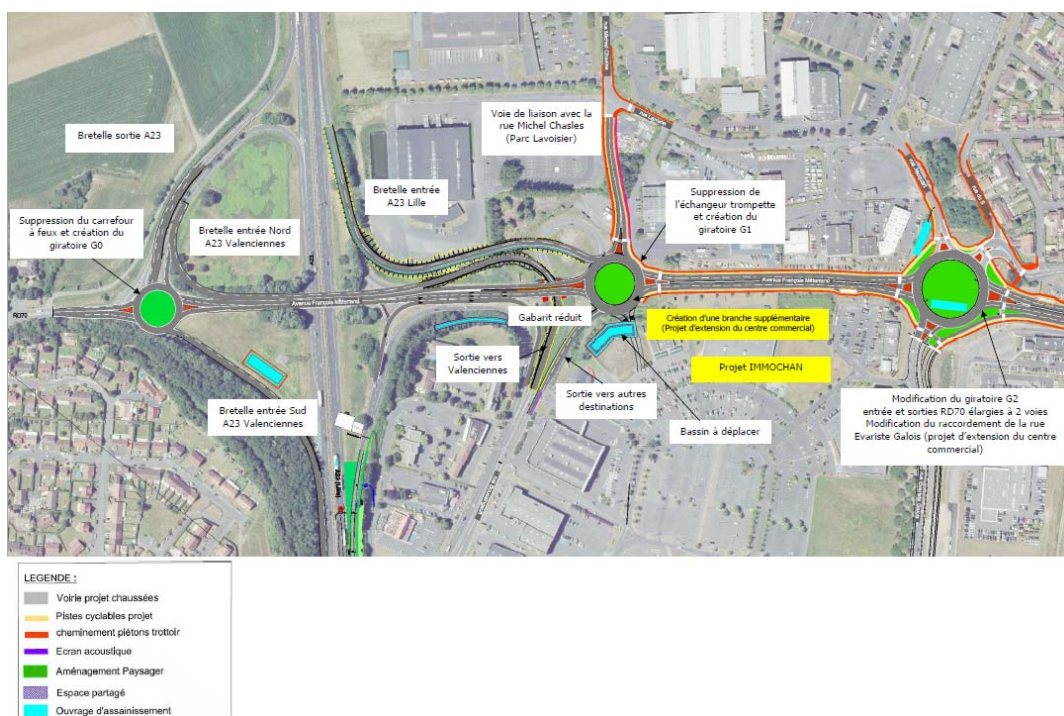 Bretelle sortie A23
Suppression du carrefour
à feux et création du
giratoire G0
Bretelle entrée Nord
A23 Valenciennes
Bretelle entrée
A23 Lille
Voie de liaison avec la
rue Michel Chasles
(Parc Lavoisier)
Suppression de
l'échangeur trompette
et création du
giratoire G1
RD70
Avenue François Mitterrand
Avenue François Mitterrand
Gabarit réduit
Création d'une branche supplémentaire
(Projet d'extension du centre commercial)
Sortie vers
Valenciennes
Projet IMMOCHAN
Sortie vers autres
destinations
Bretelle entrée Sud
A23 Valenciennes
Bassin à déplacer
Modification du giratoire G2
entrée et sorties RD70 élargies à 2 voies
Modification du raccordement de la rue
Evariste Galois (projet d'extension du centre
commercial)
LEGENDE :
Voirie projet chaussées
Pistes cyclables projet
cheminement piétons trottoir
Ecran acoustique
Aménagement Paysager
Espace partagé
Ouvrage d'assainissement